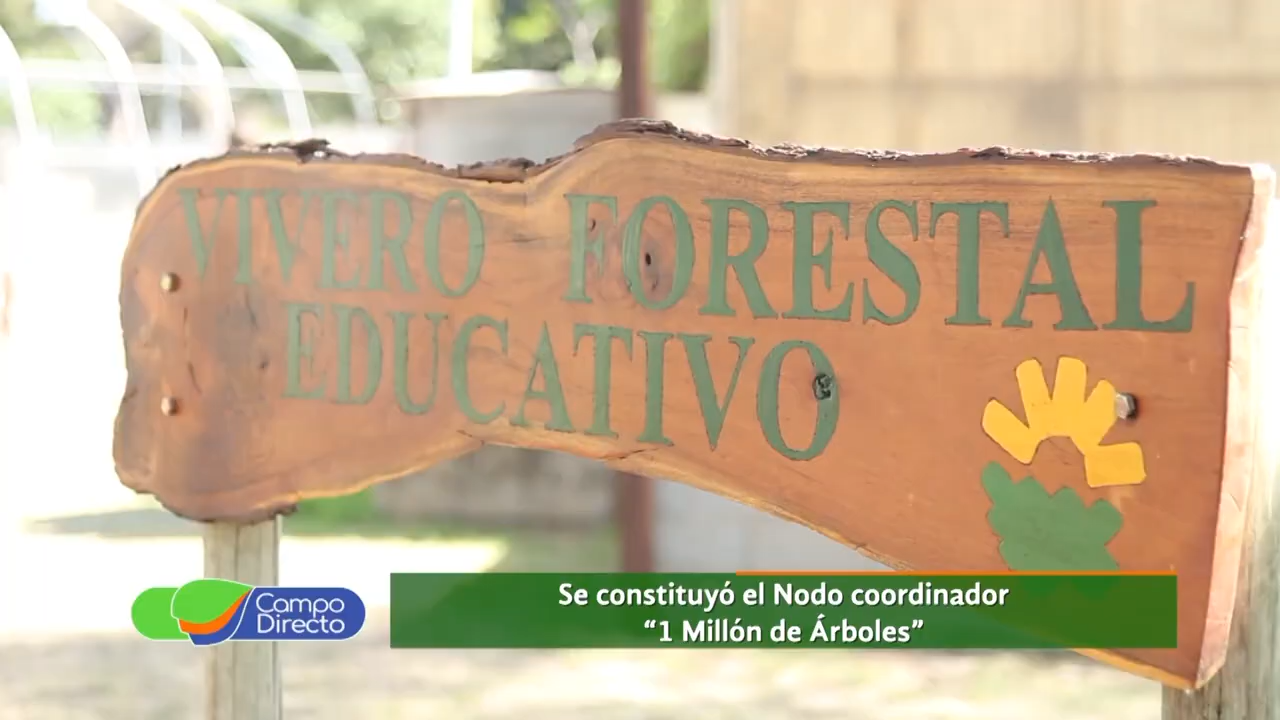 VIVERO FORESTAL
EDUCATIVO
Campo
Directo
Se constituyó el Nodo coordinador
“1 Millón de Árboles”